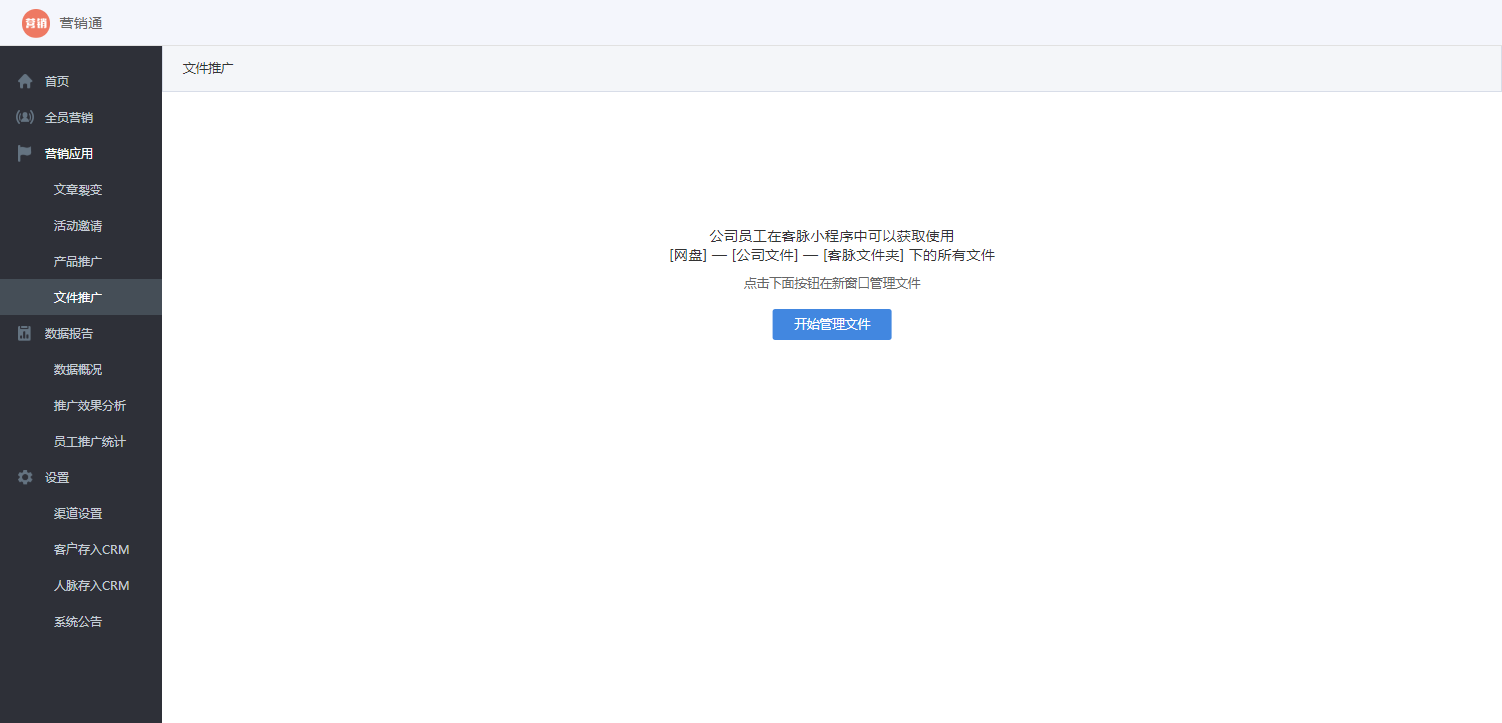 营销 营销通
文件推广
首页
全员营销
营销应用
文章裂变
活动邀请
产品推广
文件推广
数据报告
数据概况
推广效果分析
员工推广统计
设置
渠道设置
客户存入CRM
人脉存入CRM
系统公告
公司员工在客脉小程序中可以获取使用
[网盘] — [公司文件] — [客脉文件夹] 下的所有文件
点击下面按钮在新窗口管理文件
开始管理文件